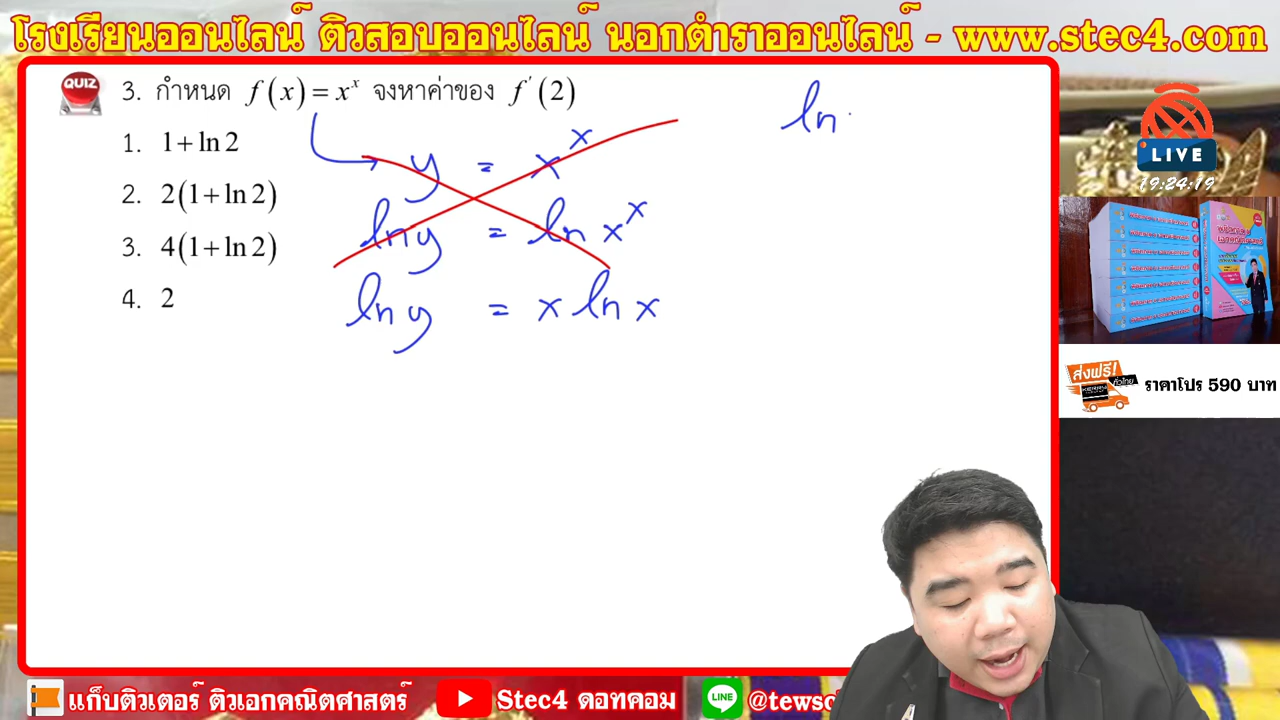 โรงเรียนออนไลน์ ติวสอบออนไลน์ นอกตำราออนไลน์ - www.stec4.com
QUIZ
3. กำหนด f(x) = x^x จงหาค่าของ f′(2)
1. 1 + ln 2
2. 2(1 + ln 2)
3. 4(1 + ln 2)
4. 2
y = x^x
ln y = ln x^x
ln y = x ln x
ln
LIVE
19:24:19
ส่งฟรี!
ทั่วไทย
ราคาโปร 590 บาท
แก็บติวเตอร์ ติวเอกคณิตศาสตร์
Stec4 ดอทคอม
LINE